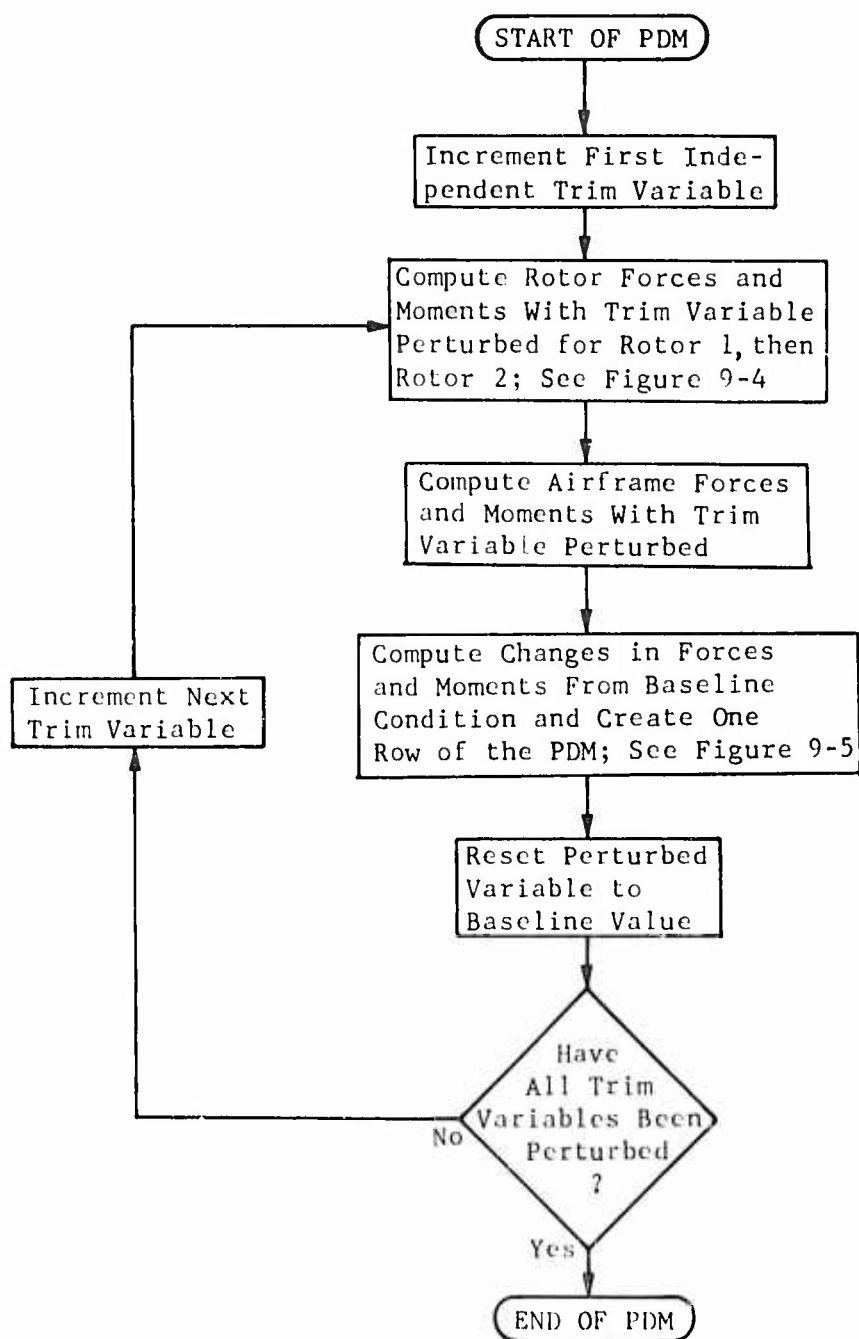 START OF PDM
Increment First Inde-
pendent Trim Variable
Compute Rotor Forces and
Moments With Trim Variable
Perturbed for Rotor 1, then
Rotor 2; See Figure 9-4
Compute Airframe Forces
and Moments With Trim
Variable Perturbed
Compute Changes in Forces
and Moments From Baseline
Condition and Create One
Row of the PDM; See Figure 9-5
Increment Next
Trim Variable
Reset Perturbed
Variable to
Baseline Value
Have
All Trim
Variables Been
Perturbed
?
No
Yes
END OF PDM